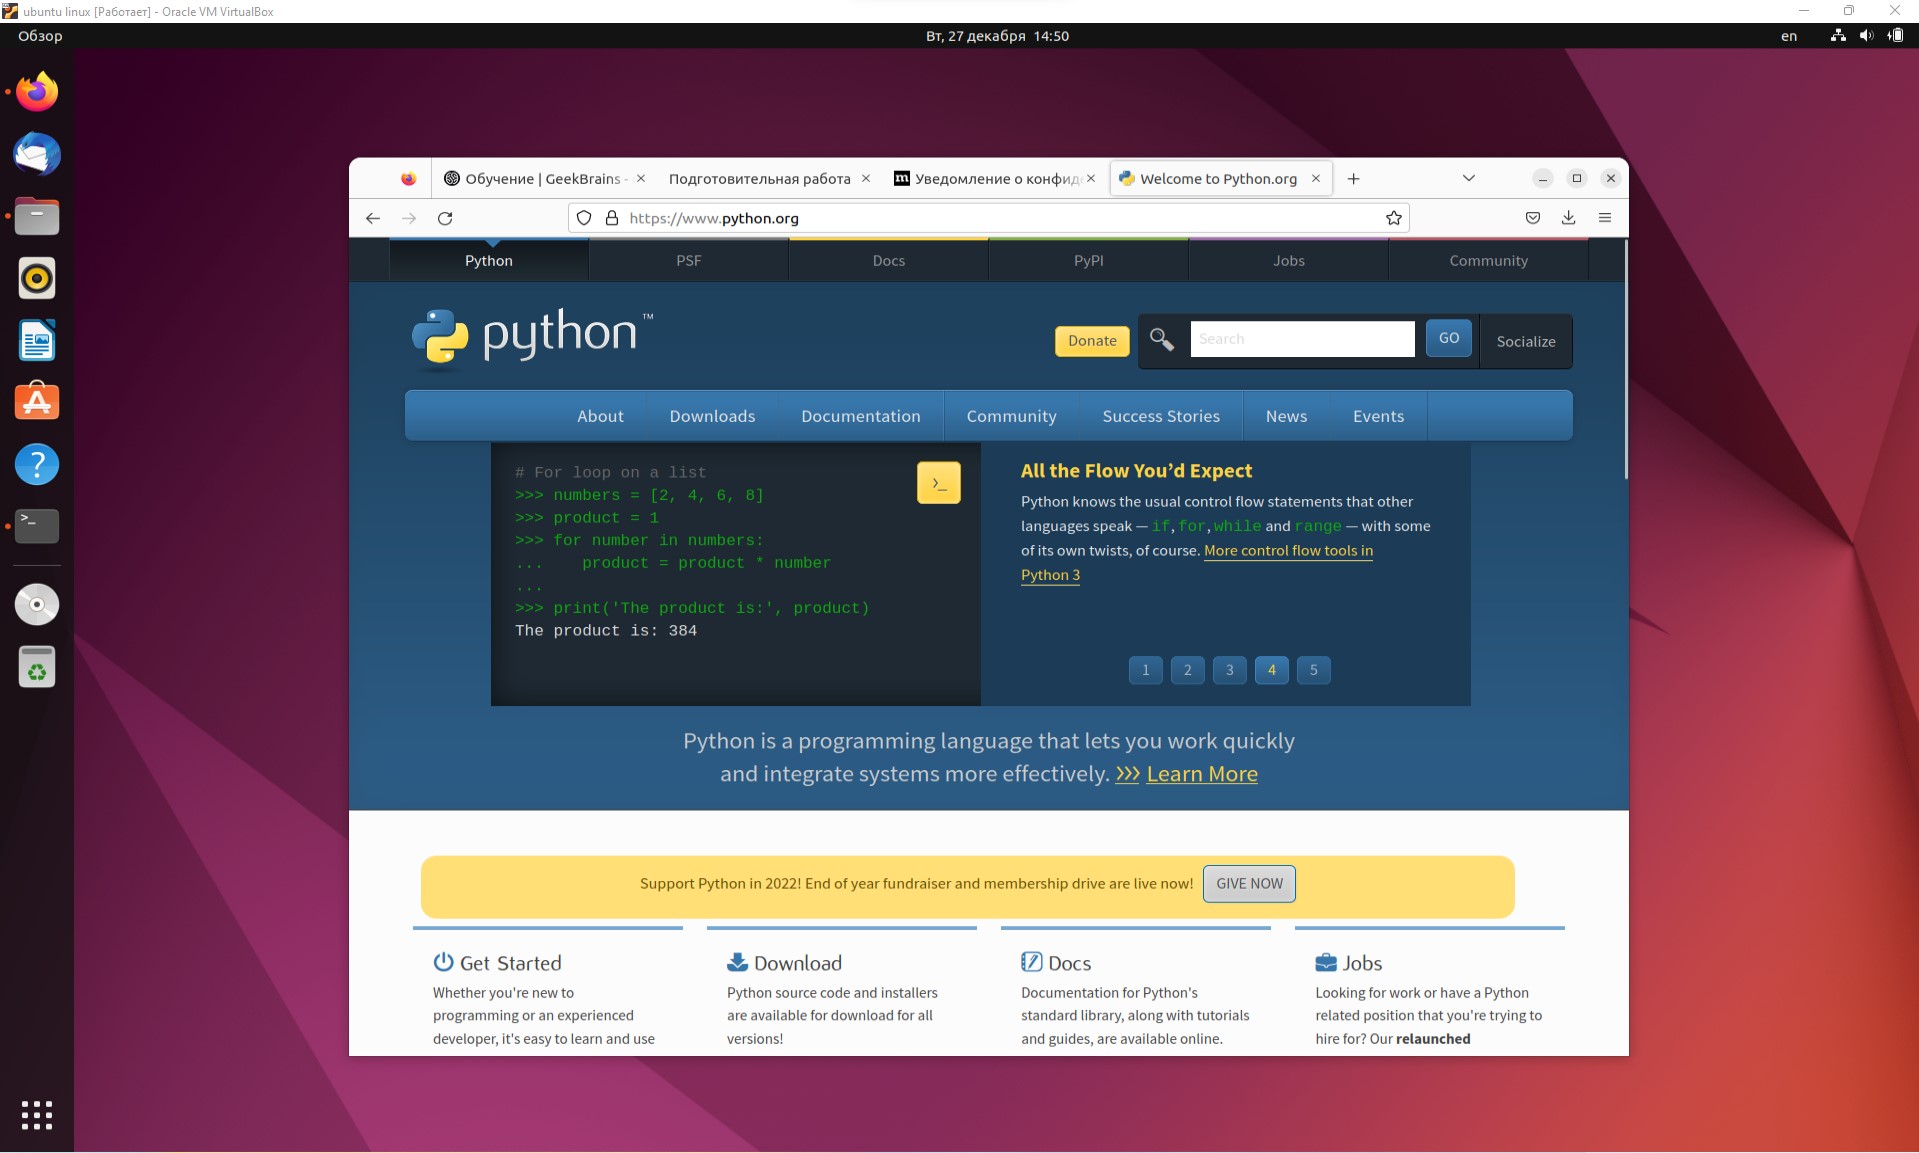 ubuntu linux [Работает] - Oracle VM VirtualBox
Обзор
Вт, 27 декабря 14:50
en
Обучение | GeekBrains -
Подготовительная работа
Уведомление о конфид
Welcome to Python.org
https://www.python.org
Python
PSF
Docs
PyPI
Jobs
Community
python™
Donate
Search
GO
Socialize
About
Downloads
Documentation
Community
Success Stories
News
Events
# For loop on a list
>>> numbers = [2, 4, 6, 8]
>>> product = 1
>>> for number in numbers:
...    product = product * number
...
>>> print('The product is:', product)
The product is: 384
>_
All the Flow You’d Expect
Python knows the usual control flow statements that other
languages speak — if, for, while and range — with some
of its own twists, of course. More control flow tools in
Python 3
1
2
3
4
5
Python is a programming language that lets you work quickly
and integrate systems more effectively. >>> Learn More
Support Python in 2022! End of year fundraiser and membership drive are live now!
GIVE NOW
Get Started
Whether you're new to
programming or an experienced
developer, it's easy to learn and use
Download
Python source code and installers
are available for download for all
versions!
Docs
Documentation for Python's
standard library, along with tutorials
and guides, are available online.
Jobs
Looking for work or have a Python
related position that you're trying to
hire for? Our relaunched